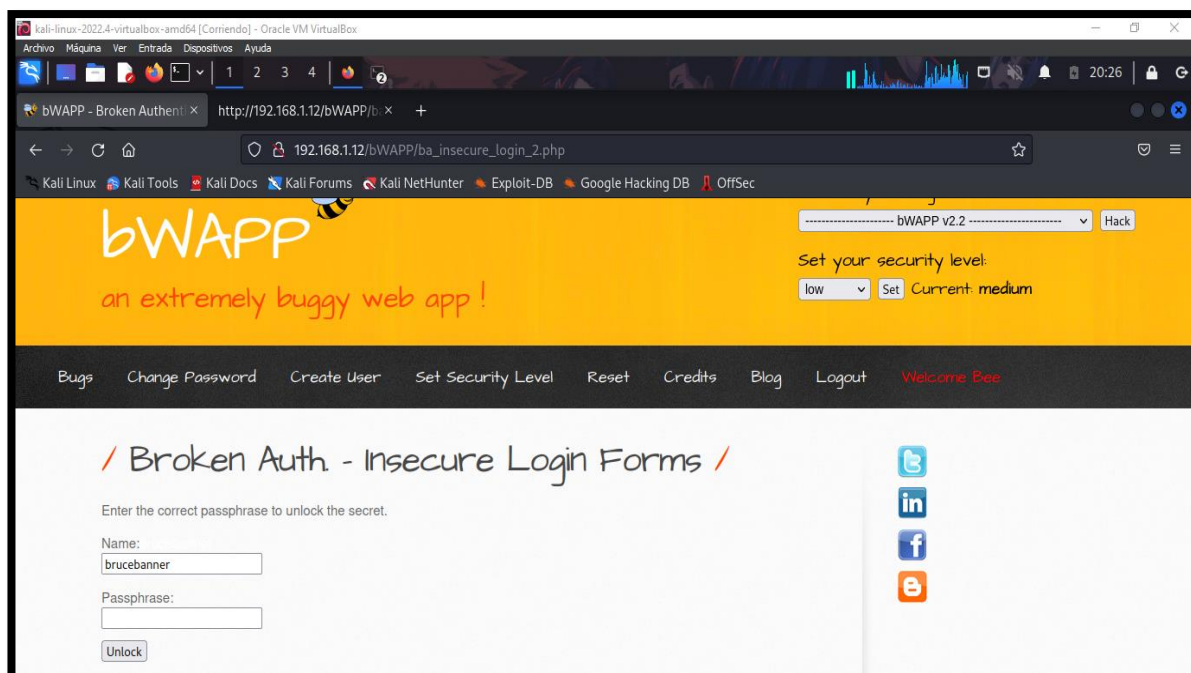 kali-linux-2022.4-virtualbox-amd64 [Corriendo] - Oracle VM VirtualBox
Archivo Máquina Ver Entrada Dispositivos Ayuda
1 2 3 4 20:26
bWAPP - Broken Authenti × http://192.168.1.12/bWAPP/ba × +
192.168.1.12/bWAPP/ba_insecure_login_2.php
Kali Linux Kali Tools Kali Docs Kali Forums Kali NetHunter Exploit-DB Google Hacking DB OffSec
bWAPP
an extremely buggy web app !
---------------------- bWAPP v2.2 ----------------------- Hack
Set your security level:
low Set Current: medium
Bugs Change Password Create User Set Security Level Reset Credits Blog Logout Welcome Bee
/ Broken Auth. - Insecure Login Forms /
Enter the correct passphrase to unlock the secret.
Name:
brucebanner
Passphrase:
Unlock